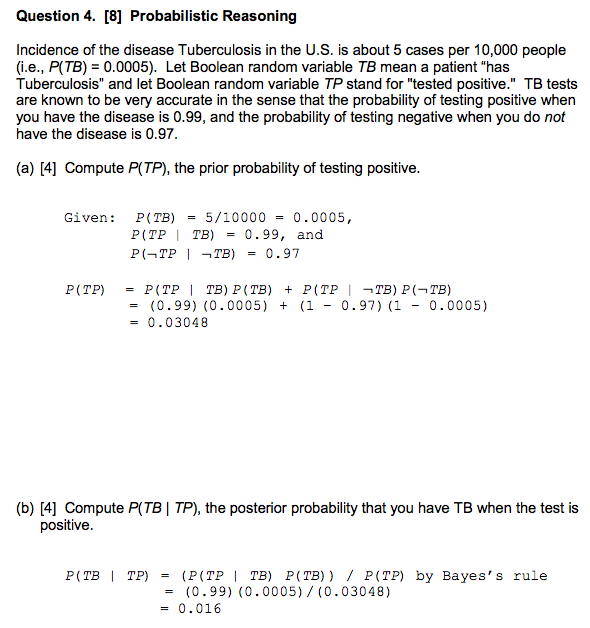 Question 4. [8] Probabilistic Reasoning
Incidence of the disease Tuberculosis in the U.S. is about 5 cases per 10,000 people
(i.e., P(TB) = 0.0005). Let Boolean random variable TB mean a patient “has
Tuberculosis” and let Boolean random variable TP stand for "tested positive." TB tests
are known to be very accurate in the sense that the probability of testing positive when
you have the disease is 0.99, and the probability of testing negative when you do not
have the disease is 0.97.
(a) [4] Compute P(TP), the prior probability of testing positive.
Given: P(TB) = 5/10000 = 0.0005,
P(TP | TB) = 0.99, and
P(¬TP | ¬TB) = 0.97
P(TP) = P(TP | TB)P(TB) + P(TP | ¬TB)P(¬TB)
= (0.99)(0.0005) + (1 - 0.97)(1 - 0.0005)
= 0.03048
(b) [4] Compute P(TB | TP), the posterior probability that you have TB when the test is
positive.
P(TB | TP) = (P(TP | TB) P(TB)) / P(TP) by Bayes’s rule
= (0.99)(0.0005)/(0.03048)
= 0.016